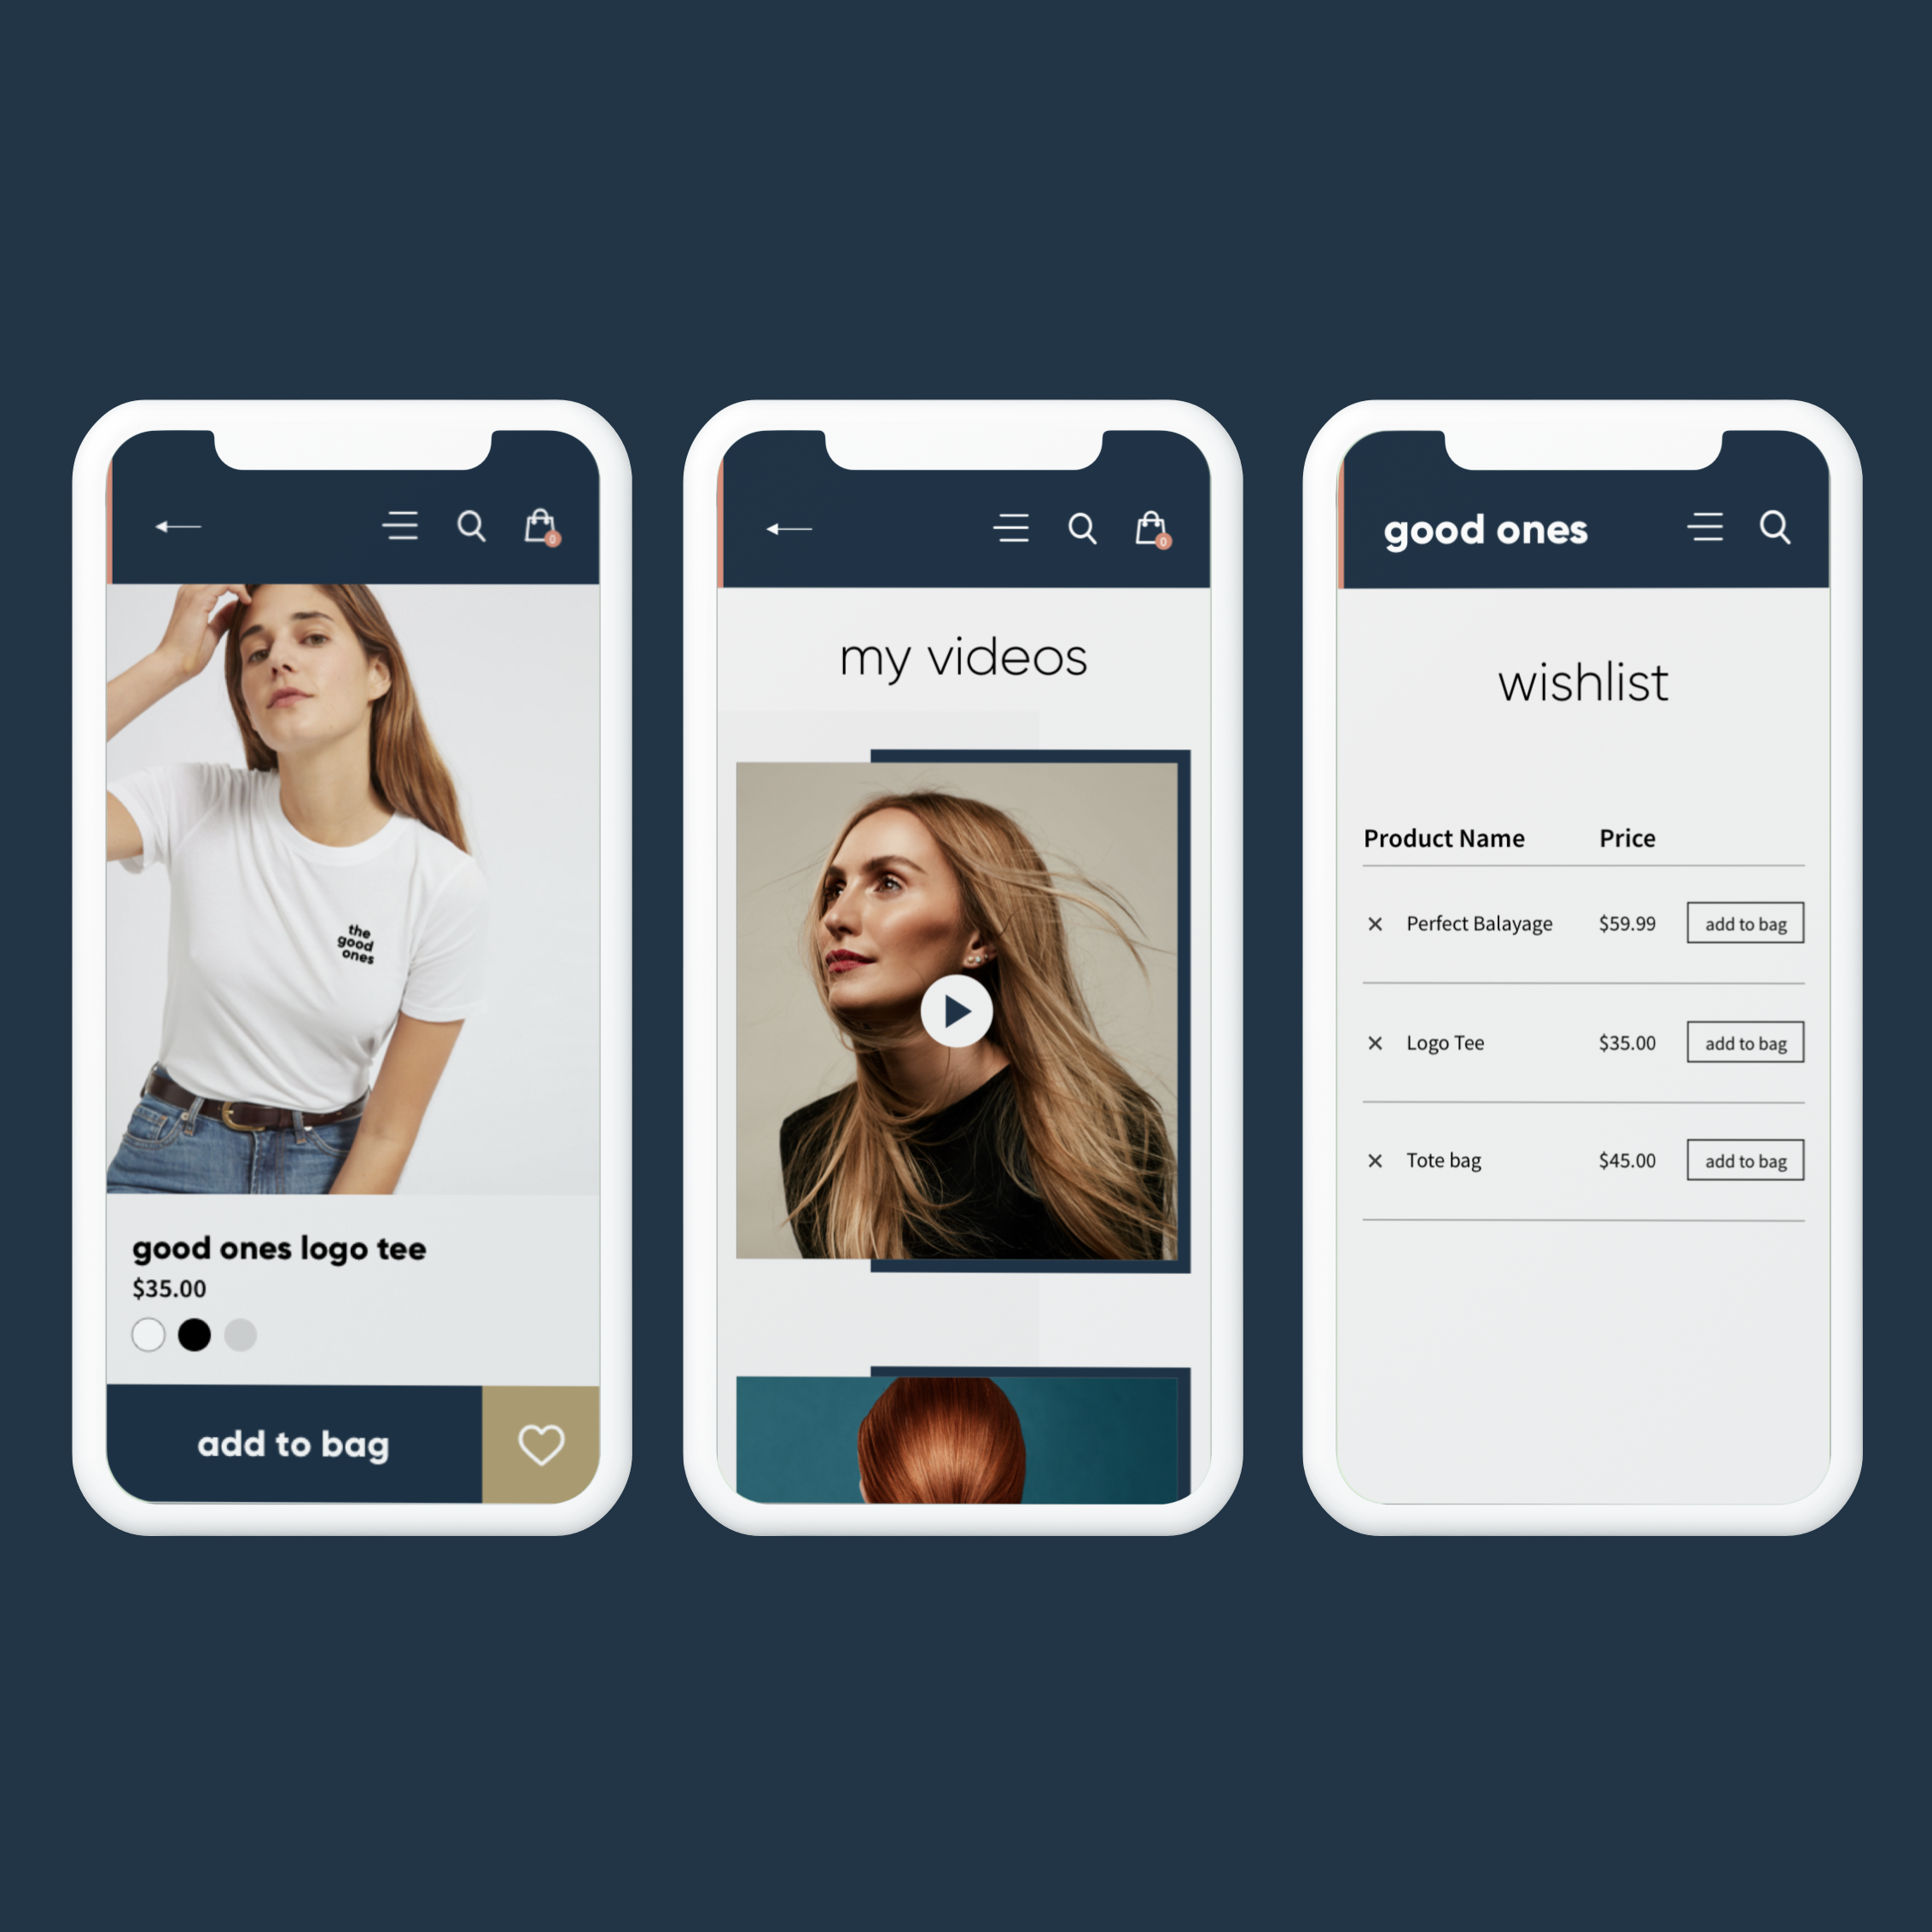 0
the
good
ones
good ones logo tee
$35.00
add to bag
0
my videos
good ones
wishlist
Product Name Price
Perfect Balayage $59.99 add to bag
Logo Tee $35.00 add to bag
Tote bag $45.00 add to bag